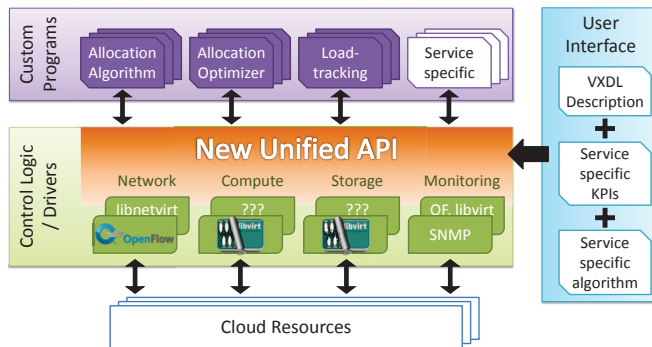 Custom
Programs
Allocation
Algorithm
Allocation
Optimizer
Load-
tracking
Service
specific
User
Interface
VXDL
Description
+
Service
specific
KPIs
+
Service
specific
algorithm
Control Logic
/ Drivers
New Unified API
Network
Compute
Storage
Monitoring
libnetvirt
???
???
OF, libvirt
OpenFlow
libvirt
libvirt
SNMP
Cloud Resources